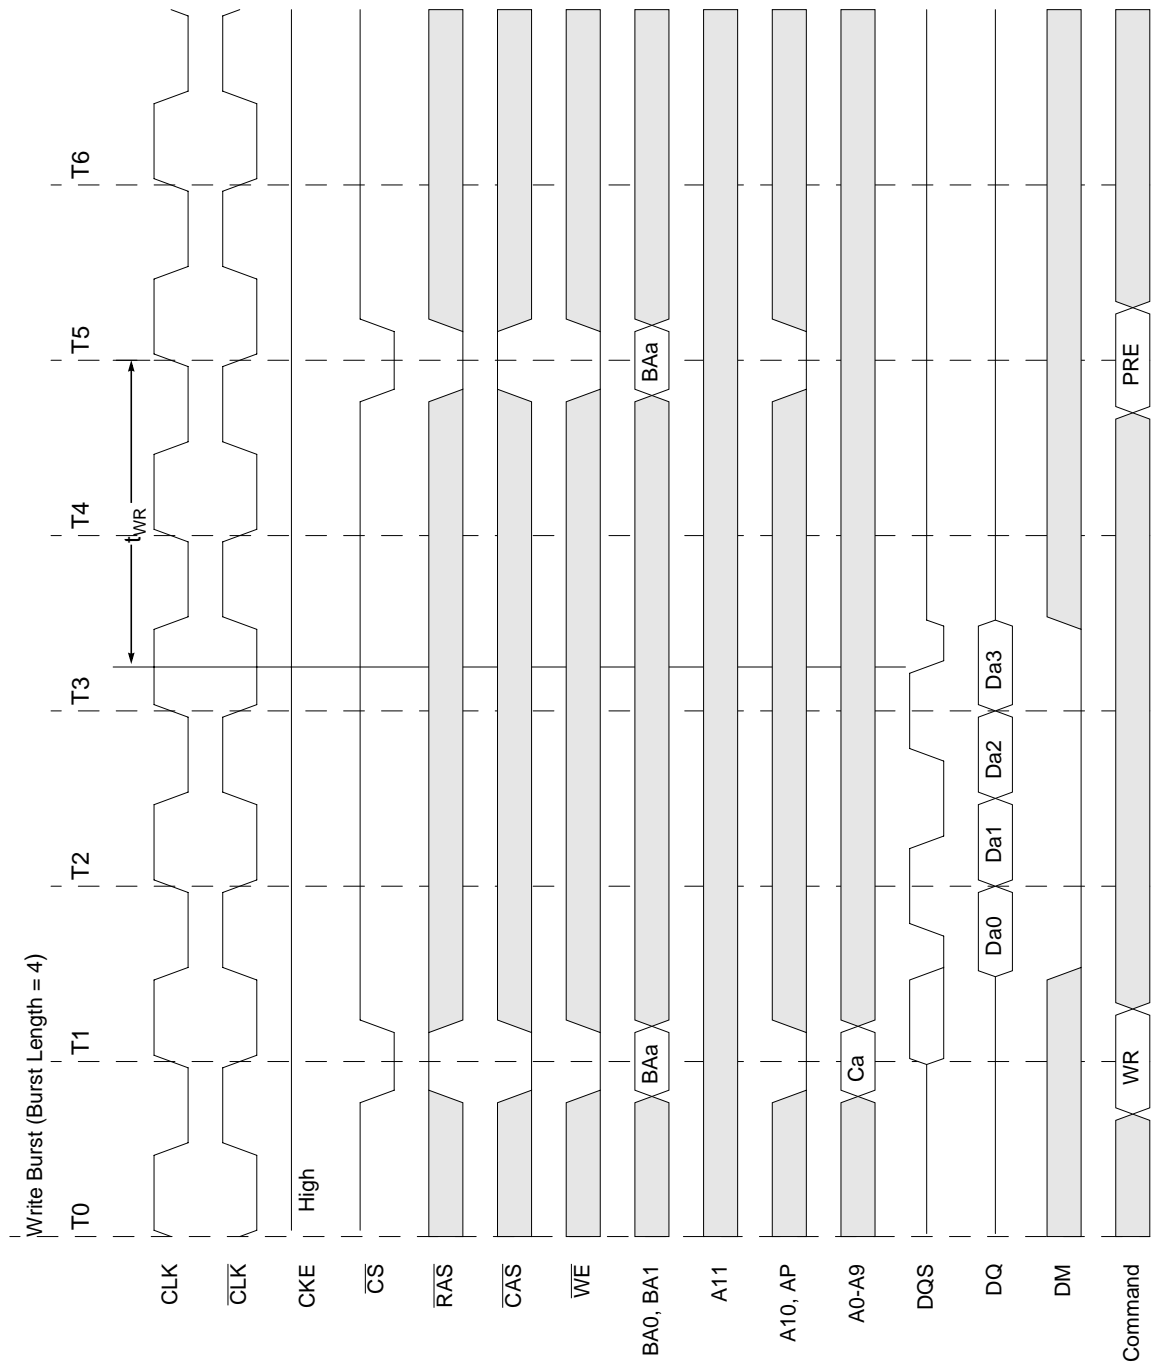 Write Burst (Burst Length = 4)
T0 T1 T2 T3 T4 T5 T6
tWR
CLK
CLK
CKE High
CS
RAS
CAS
WE
BA0, BA1 BAa BAa
A11
A10, AP
A0-A9 Ca
DQS
DQ Da0 Da1 Da2 Da3
DM
Command WR PRE